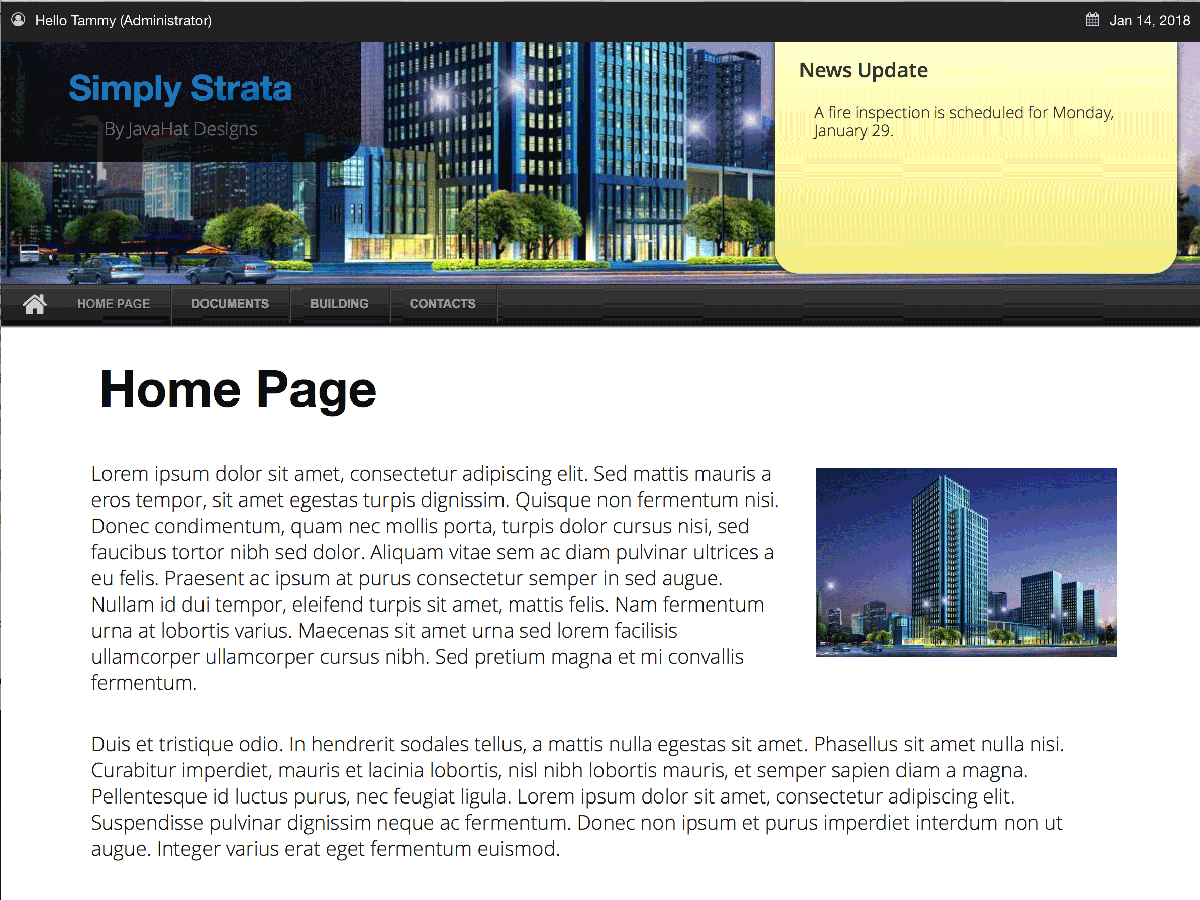 Hello Tammy (Administrator)
Jan 14, 2018
Simply Strata
By JavaHat Designs
News Update
A fire inspection is scheduled for Monday,
January 29.
HOME PAGE
DOCUMENTS
BUILDING
CONTACTS
Home Page
Lorem ipsum dolor sit amet, consectetur adipiscing elit. Sed mattis mauris a
eros tempor, sit amet egestas turpis dignissim. Quisque non fermentum nisi.
Donec condimentum, quam nec mollis porta, turpis dolor cursus nisi, sed
faucibus tortor nibh sed dolor. Aliquam vitae sem ac diam pulvinar ultrices a
eu felis. Praesent ac ipsum at purus consectetur semper in sed augue.
Nullam id dui tempor, eleifend turpis sit amet, mattis felis. Nam fermentum
urna at lobortis varius. Maecenas sit amet urna sed lorem facilisis
ullamcorper ullamcorper cursus nibh. Sed pretium magna et mi convallis
fermentum.
Duis et tristique odio. In hendrerit sodales tellus, a mattis nulla egestas sit amet. Phasellus sit amet nulla nisi.
Curabitur imperdiet, mauris et lacinia lobortis, nisl nibh lobortis mauris, et semper sapien diam a magna.
Pellentesque id luctus purus, nec feugiat ligula. Lorem ipsum dolor sit amet, consectetur adipiscing elit.
Suspendisse pulvinar dignissim neque ac fermentum. Donec non ipsum et purus imperdiet interdum non ut
augue. Integer varius erat eget fermentum euismod.